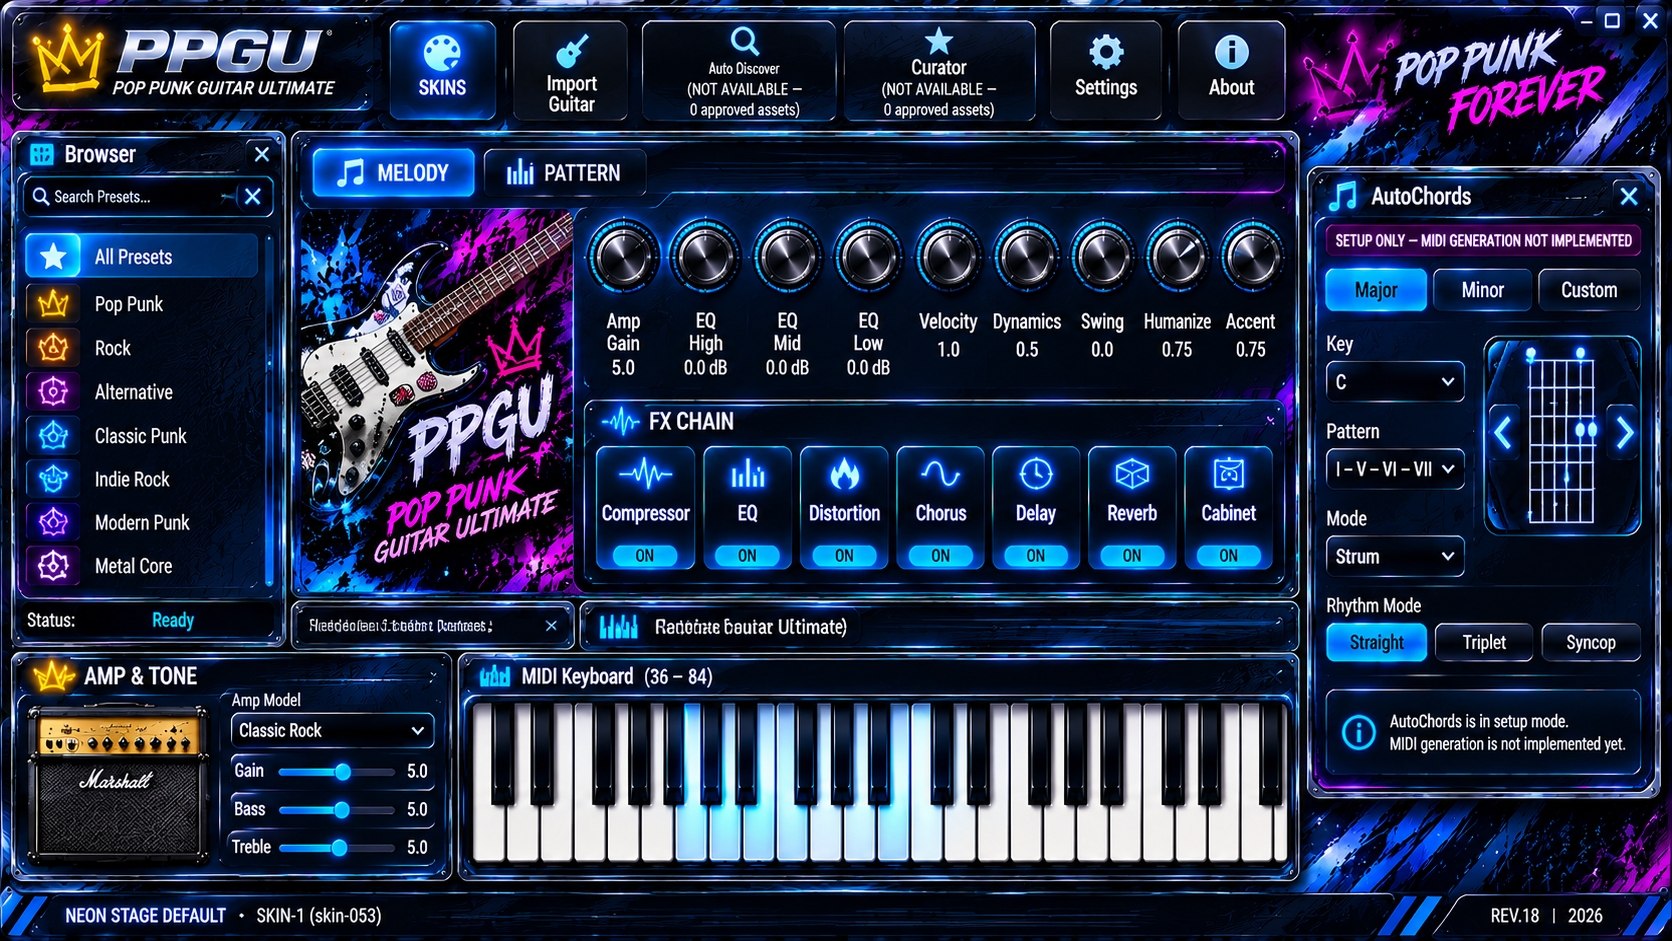 PPGU
POP PUNK GUITAR ULTIMATE
SKINS
Import
Guitar
Auto Discover
(NOT AVAILABLE –
0 approved assets)
Curator
(NOT AVAILABLE –
0 approved assets)
Settings
About
POP PUNK
FOREVER
Browser
Search Presets...
All Presets
Pop Punk
Rock
Alternative
Classic Punk
Indie Rock
Modern Punk
Metal Core
Status: Ready
MELODY
PATTERN
PPGU
POP PUNK
GUITAR ULTIMATE
Amp
Gain
5.0
EQ
High
0.0 dB
EQ
Mid
0.0 dB
EQ
Low
0.0 dB
Velocity
1.0
Dynamics
0.5
Swing
0.0
Humanize
0.75
Accent
0.75
FX CHAIN
Compressor
ON
EQ
ON
Distortion
ON
Chorus
ON
Delay
ON
Reverb
ON
Cabinet
ON
Ultimate)
AutoChords
SETUP ONLY – MIDI GENERATION NOT IMPLEMENTED
Major
Minor
Custom
Key
C
Pattern
I – V – VI – VII
Mode
Strum
Rhythm Mode
Straight
Triplet
Syncop
AutoChords is in setup mode.
MIDI generation is not implemented yet.
AMP & TONE
Marshall
Amp Model
Classic Rock
Gain 5.0
Bass 5.0
Treble 5.0
MIDI Keyboard (36 – 84)
NEON STAGE DEFAULT • SKIN-1 (skin-053)
REV.18 | 2026